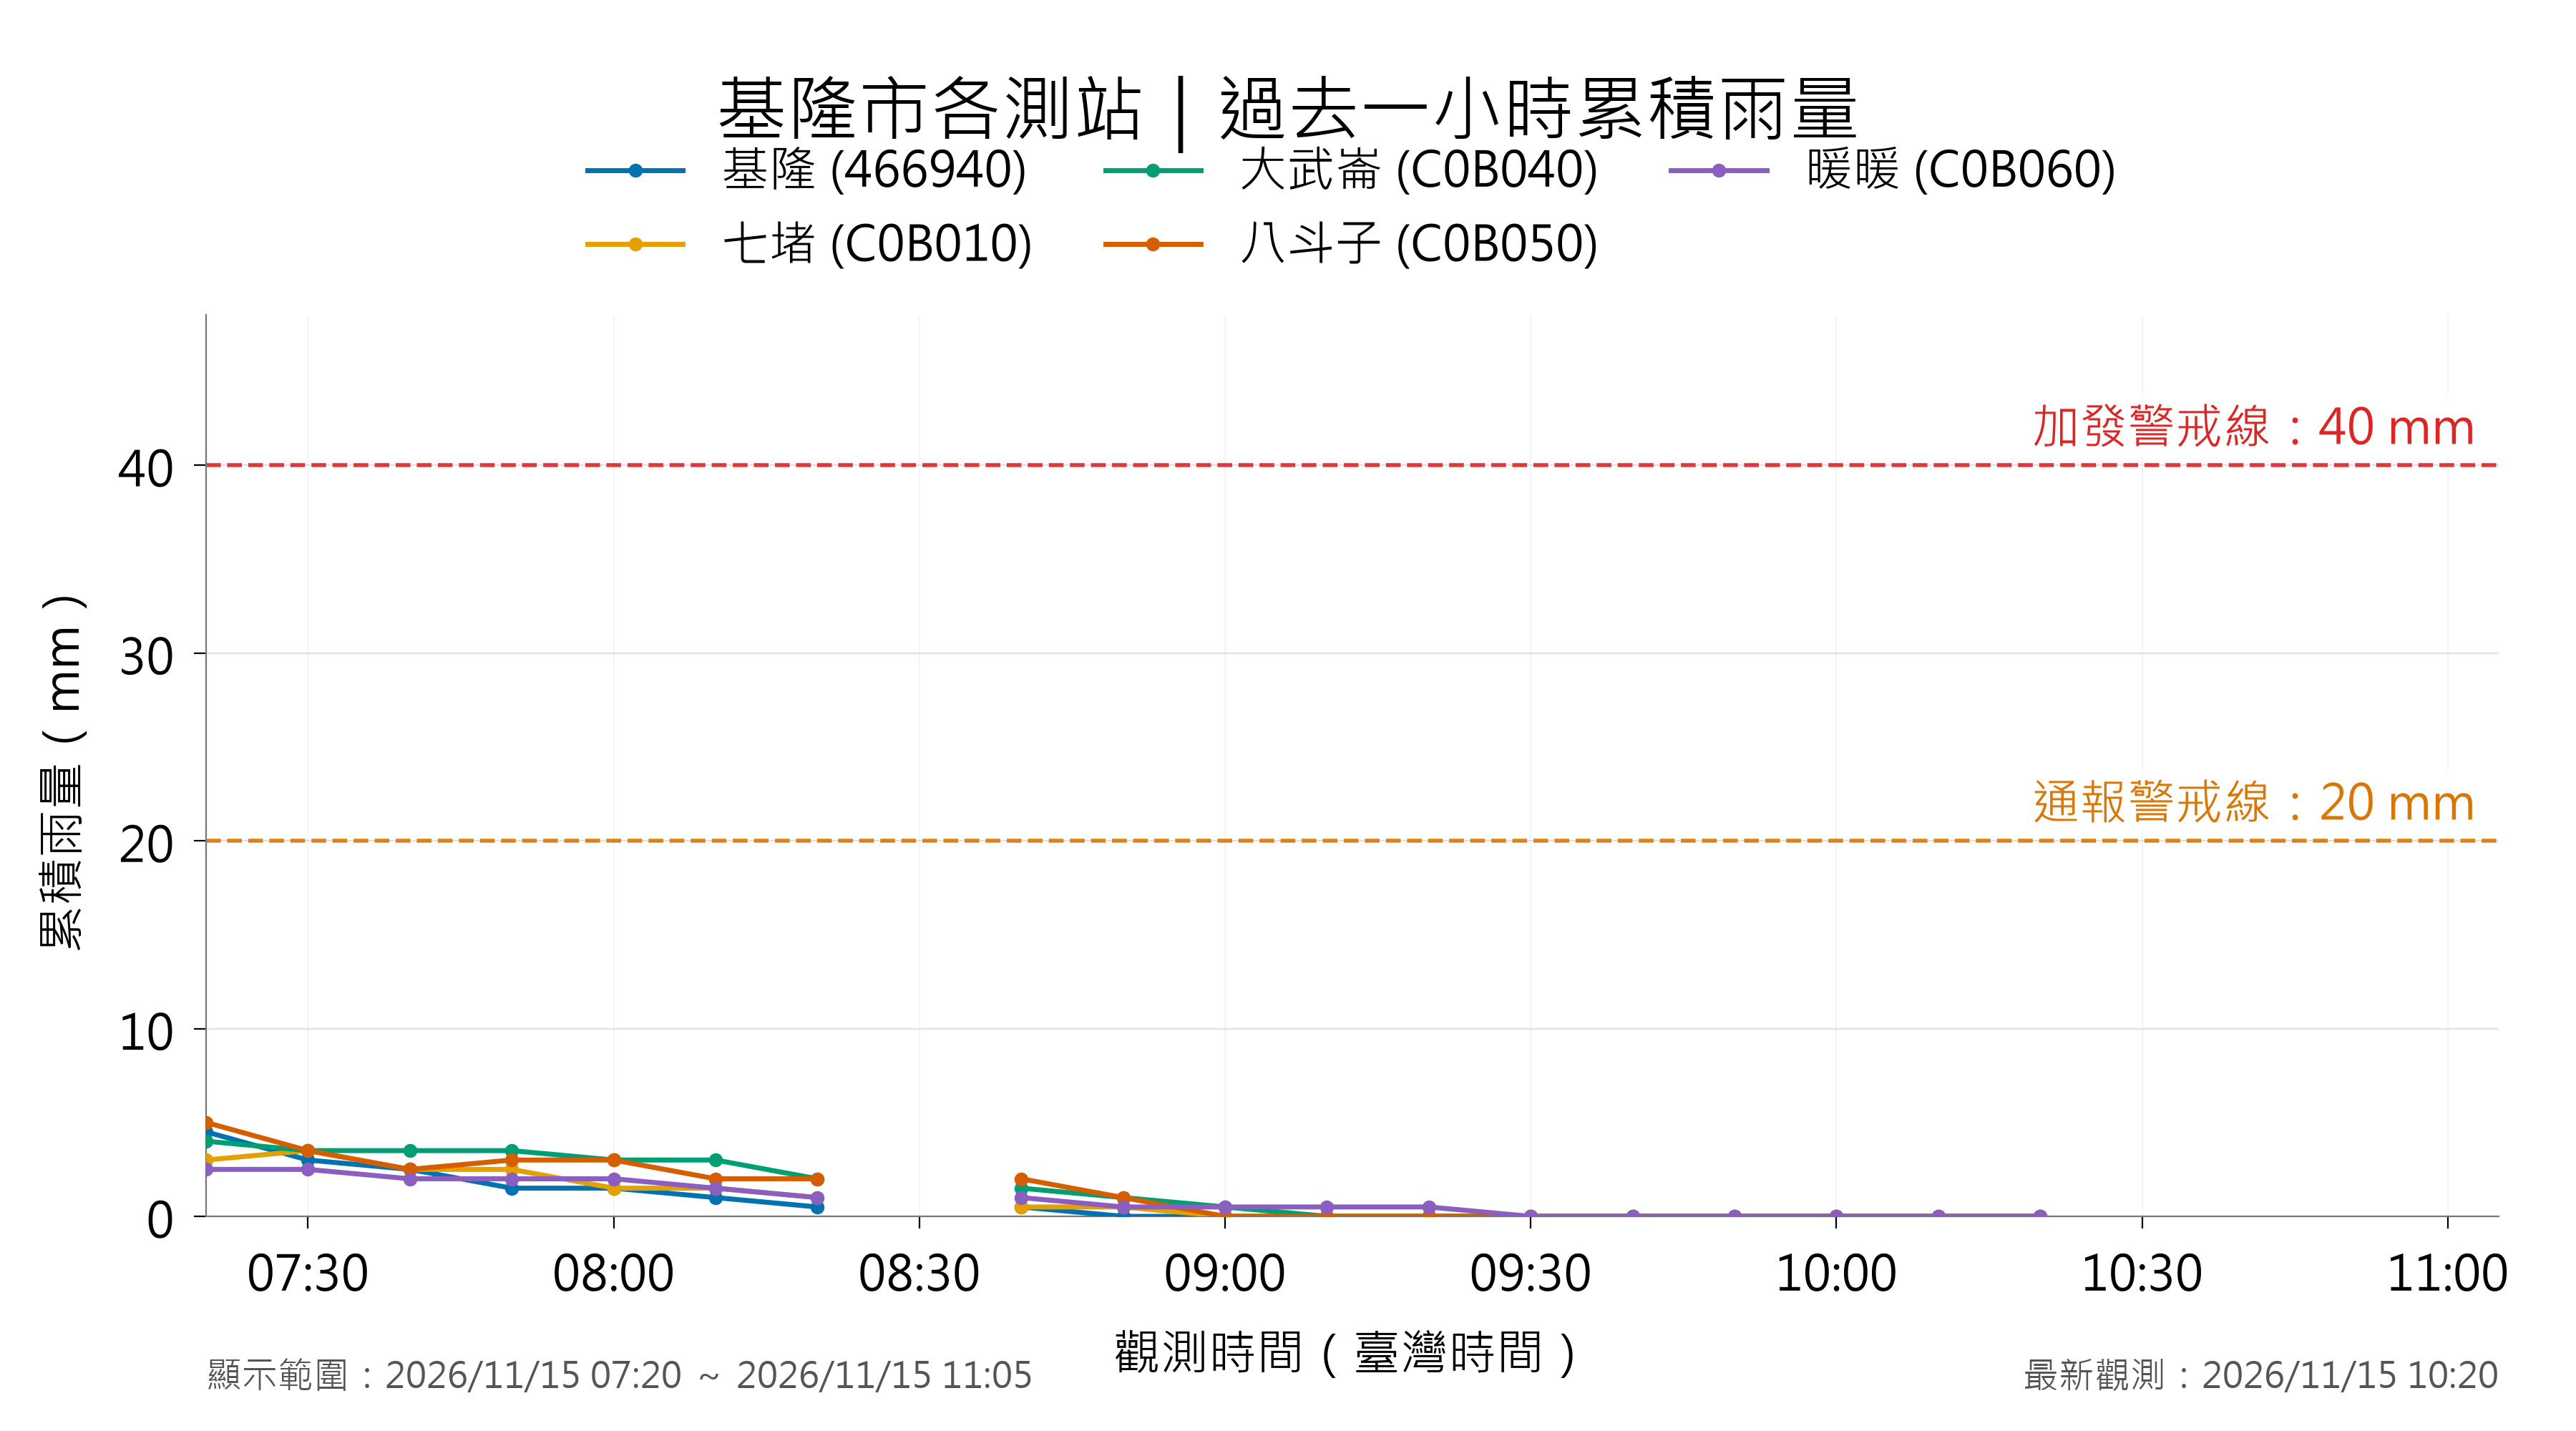 基隆市各測站｜過去一小時累積雨量
基隆 (466940)
大武崙 (C0B040)
暖暖 (C0B060)
七堵 (C0B010)
八斗子 (C0B050)
累積雨量（mm）
40
30
20
10
0
加發警戒線：40 mm
通報警戒線：20 mm
07:30
08:00
08:30
09:00
09:30
10:00
10:30
11:00
觀測時間（臺灣時間）
顯示範圍：2026/11/15 07:20 ~ 2026/11/15 11:05
最新觀測：2026/11/15 10:20